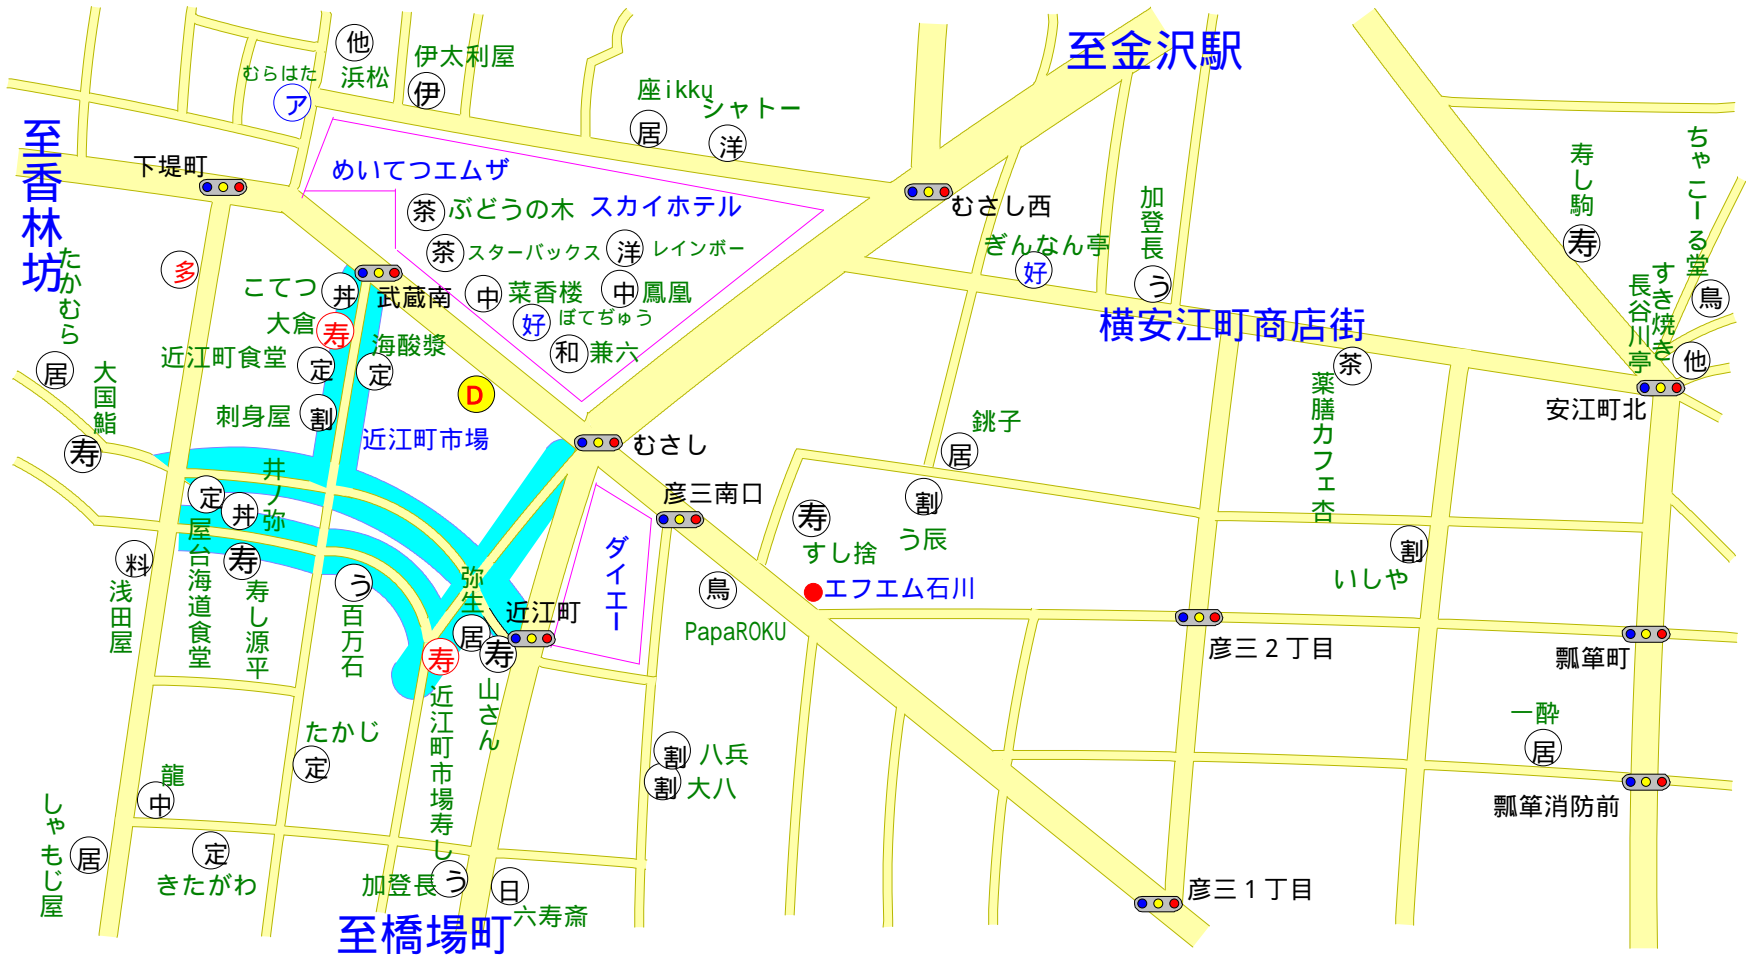 至金沢駅
至香林坊
至橋場町
横安江町商店街
他
浜松
伊太利屋
伊
むらはた
ア
座ikku
居
シャトー
洋
下堤町
めいてつエムザ
茶
ぶどうの木
スカイホテル
茶
スターバックス
洋
レインボー
中
菜香楼
中
鳳凰
好
ぼてぢゅう
和
兼六
むさし西
ぎんなん亭
好
加登長
う
寿し駒
寿
ちゃこーる堂
鳥
すき焼き
長谷川亭
他
安江町北
茶
薬膳カフェ杏
たかむら
居
多
こてつ
丼
武蔵南
大倉
寿
海酸漿
定
近江町食堂
定
刺身屋
割
D
近江町市場
むさし
大国鮨
寿
井ノ弥
丼
定
屋台海道食堂
寿
寿し源平
料
浅田屋
う
百万石
弥生
居
近江町
寿
山さん
寿
近江町市場寿し
ダイエー
彦三南口
銚子
居
割
う辰
寿
すし捨
エフエム石川
鳥
PapaROKU
割
いしや
彦三2丁目
瓢箪町
一酔
居
瓢箪消防前
彦三1丁目
たかじ
定
龍
中
しゃもじ屋
居
定
きたがわ
加登長
う
日
六寿斎
割
八兵
割
大八